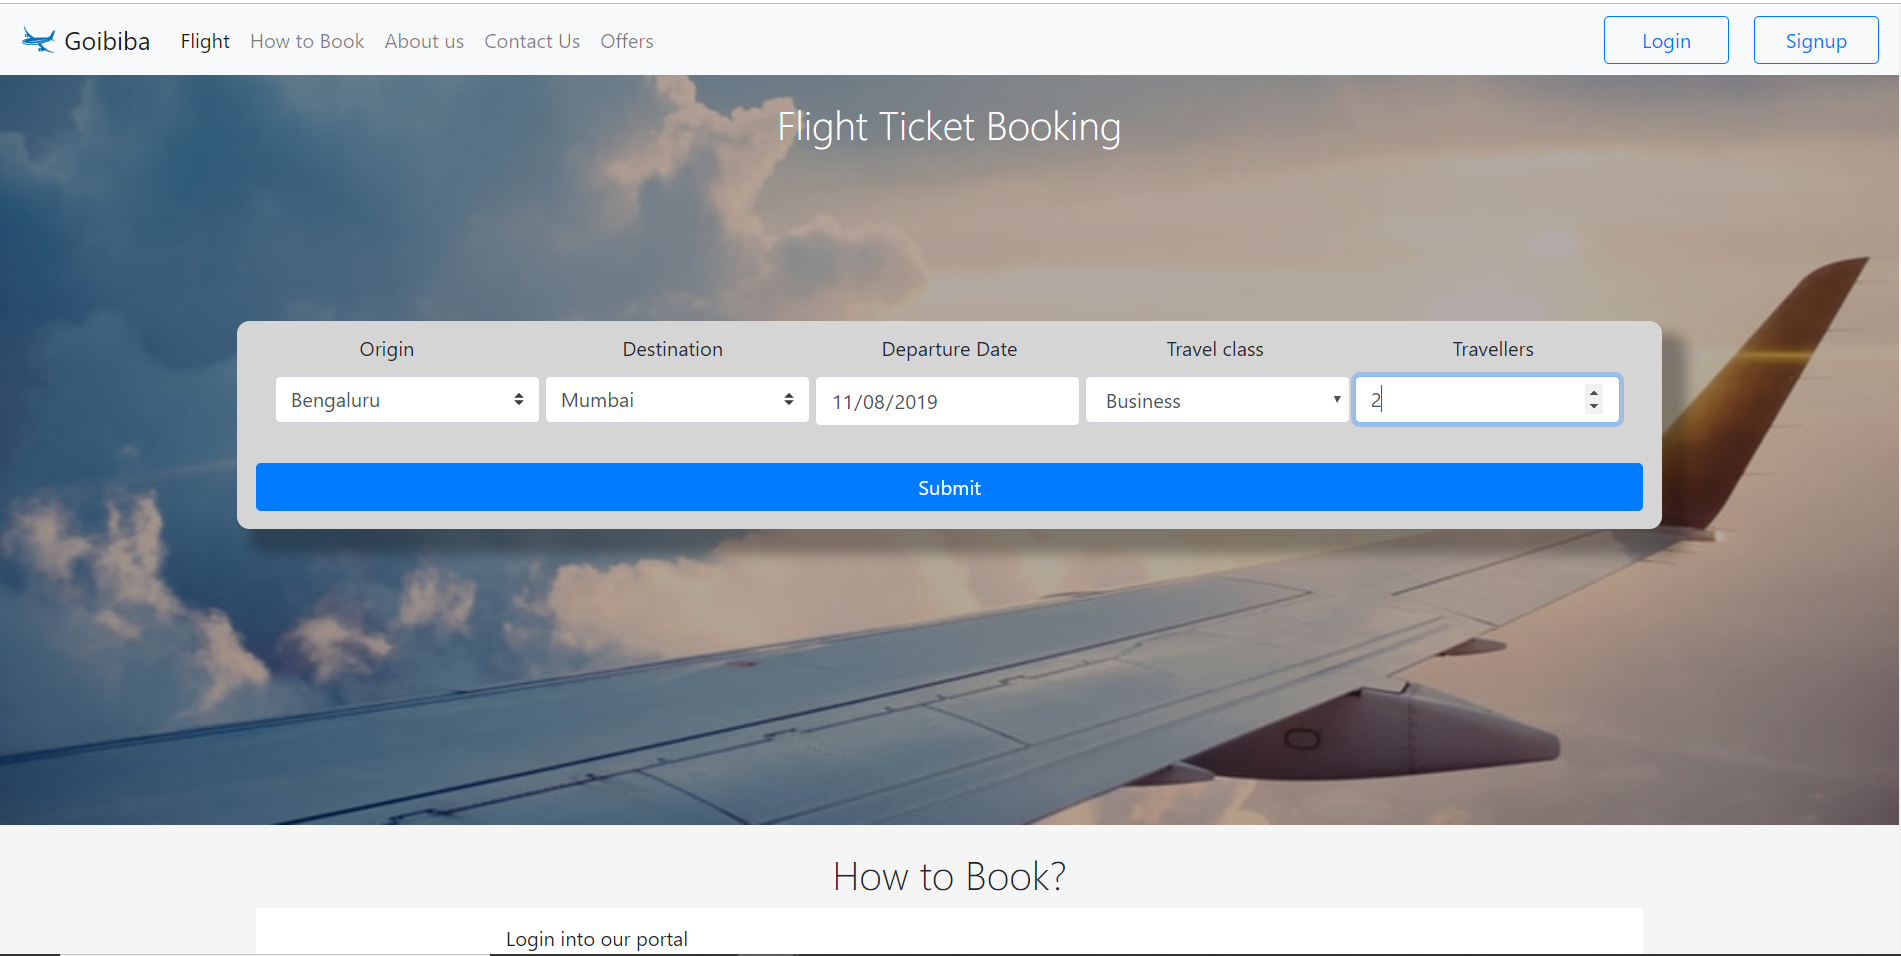 Goibiba Flight How to Book About us Contact Us Offers Login Signup
Flight Ticket Booking
Origin Destination Departure Date Travel class Travellers
Bengaluru Mumbai 11/08/2019 Business 2
Submit
How to Book?
Login into our portal